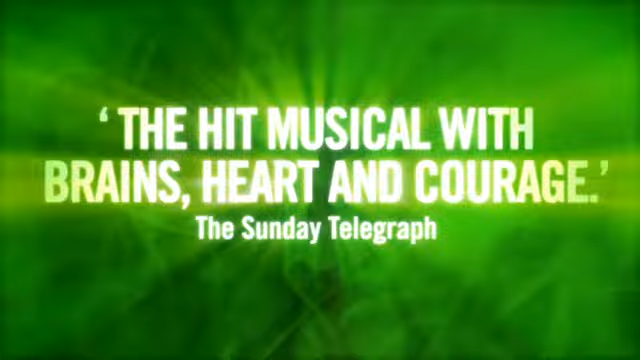 ‘ THE HIT MUSICAL WITH
BRAINS, HEART AND COURAGE.’
The Sunday Telegraph